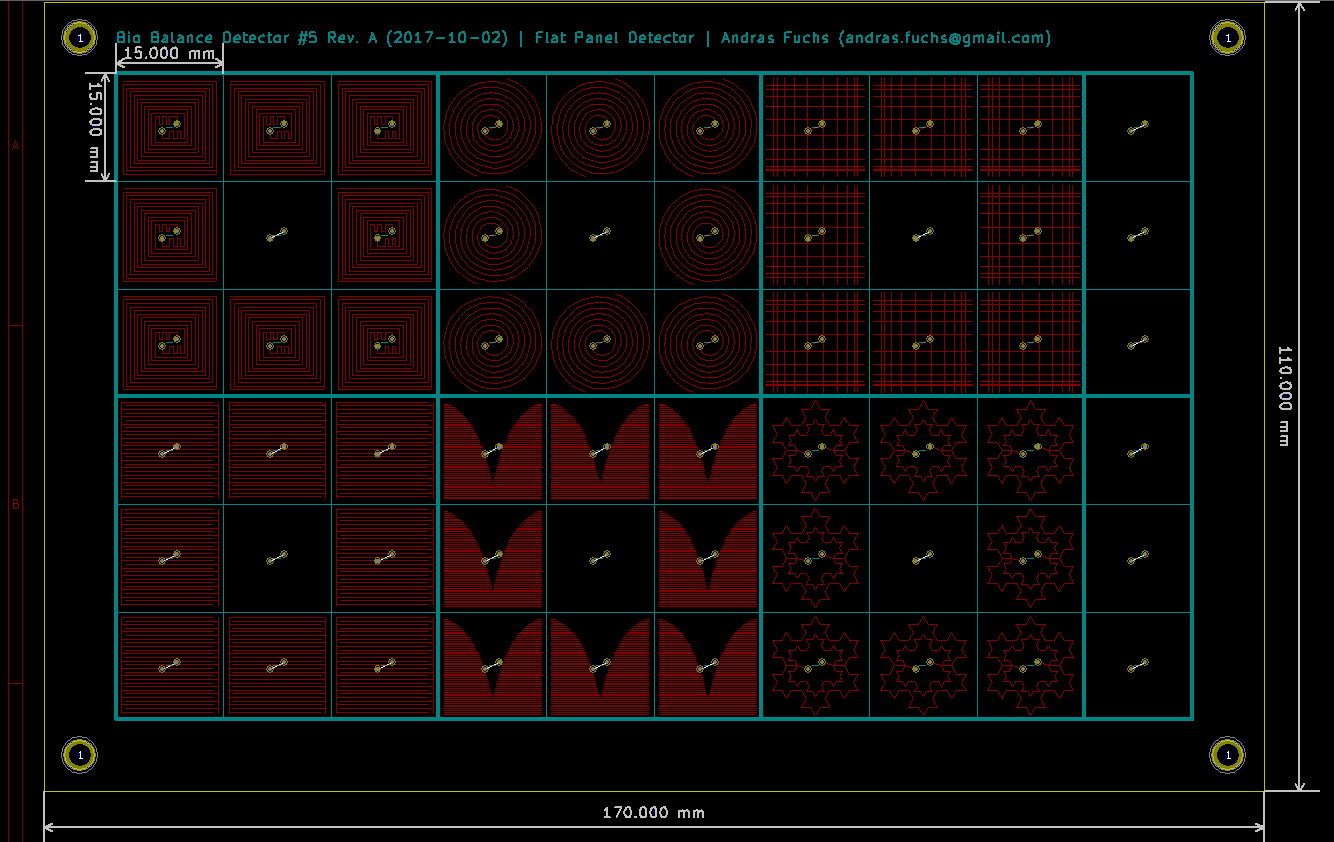 1
Bio Balance Detector #5 Rev. A (2017-10-02) | Flat Panel Detector | Andras Fuchs (andras.fuchs@gmail.com)
1
15.000 mm
15.000 mm
A
110.000 mm
B
1
1
170.000 mm